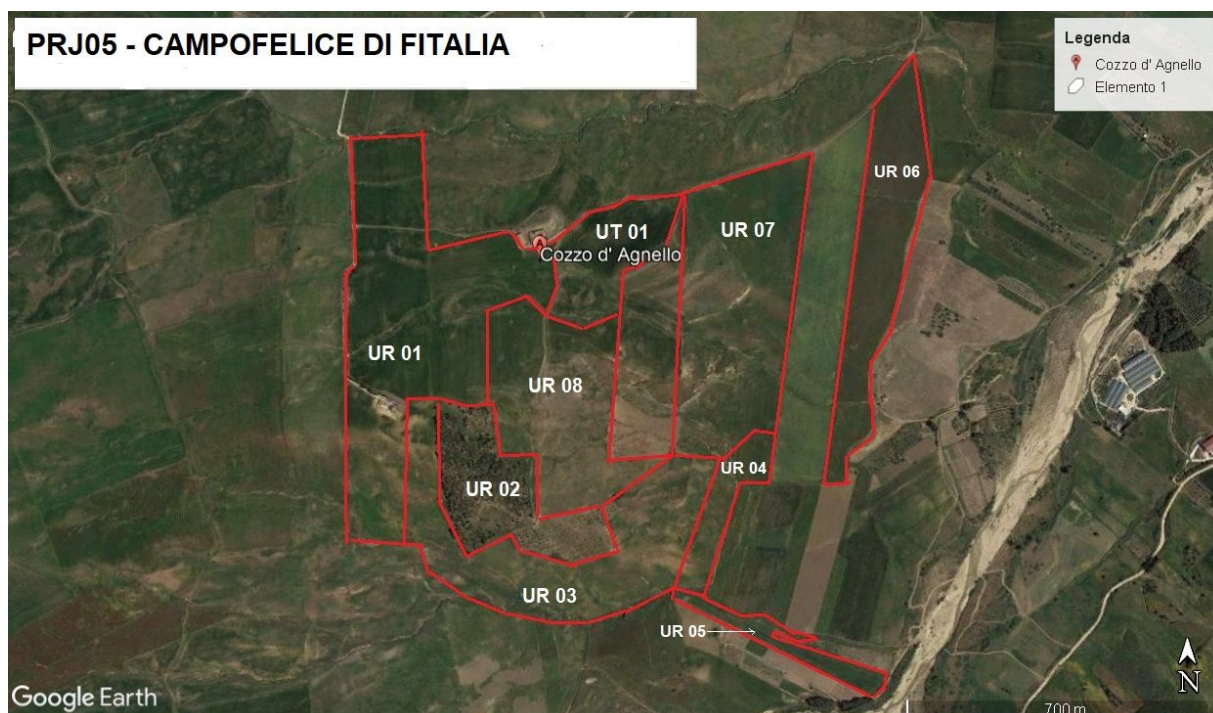 PRJ05 - CAMPOFELICE DI FITALIA
Legenda
Cozzo d' Agnello
Elemento 1
UR 06
UT 01
UR 07
A
Cozzo d' Agnello
UR 01
UR 08
UR 04
UR 02
UR 03
UR 05
N
Google Earth
700 m